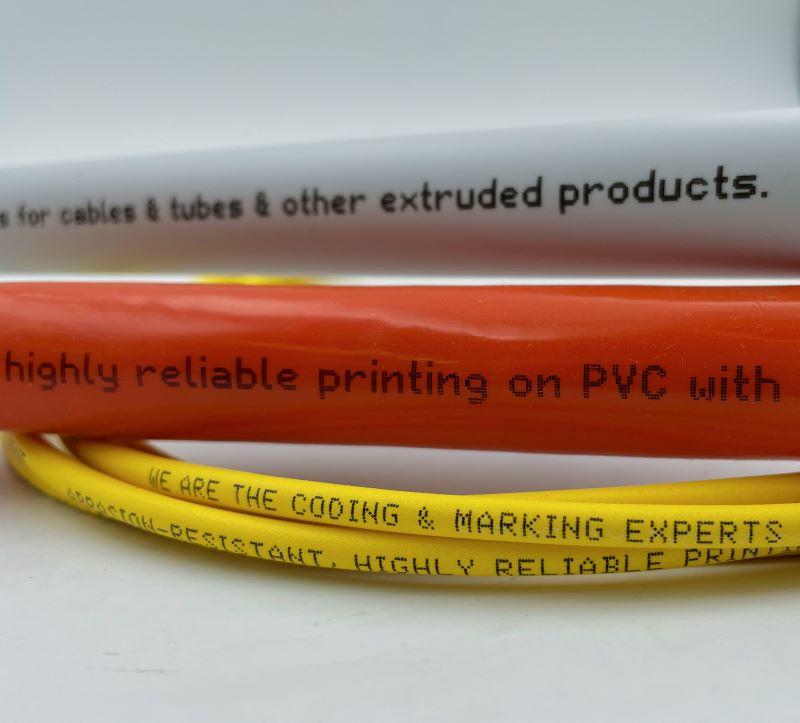 s for cables & tubes & other extruded products.
highly reliable printing on PVC with
WE ARE THE CODING & MARKING EXPERTS
ABRASION-RESISTANT, HIGHLY RELIABLE PRINT